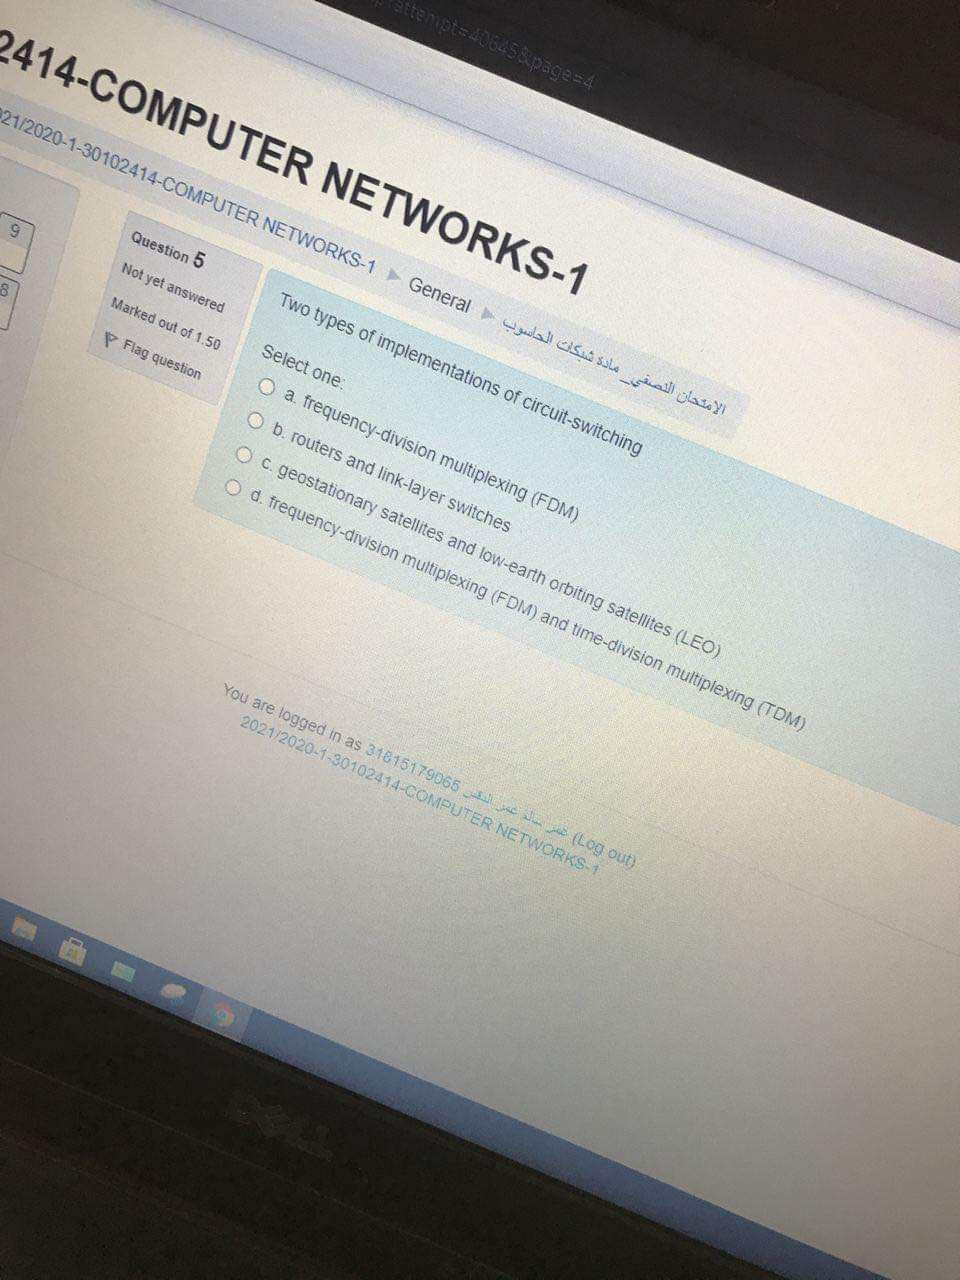 attempt=40645&page=4
2414-COMPUTER NETWORKS-1
021/2020-1-30102414-COMPUTER NETWORKS-1 ► General ► الامتحان النصفي_ مادة شبكات الحاسوب
9
8
Question 5
Not yet answered
Marked out of 1.50
Flag question
Two types of implementations of circuit-switching
Select one:
a. frequency-division multiplexing (FDM)
b. routers and link-layer switches
c. geostationary satellites and low-earth orbiting satellites (LEO)
d. frequency-division multiplexing (FDM) and time-division multiplexing (TDM)
You are logged in as 31815179065 عمر عمر (Log out)
2021/2020-1-30102414-COMPUTER NETWORKS-1
DELL